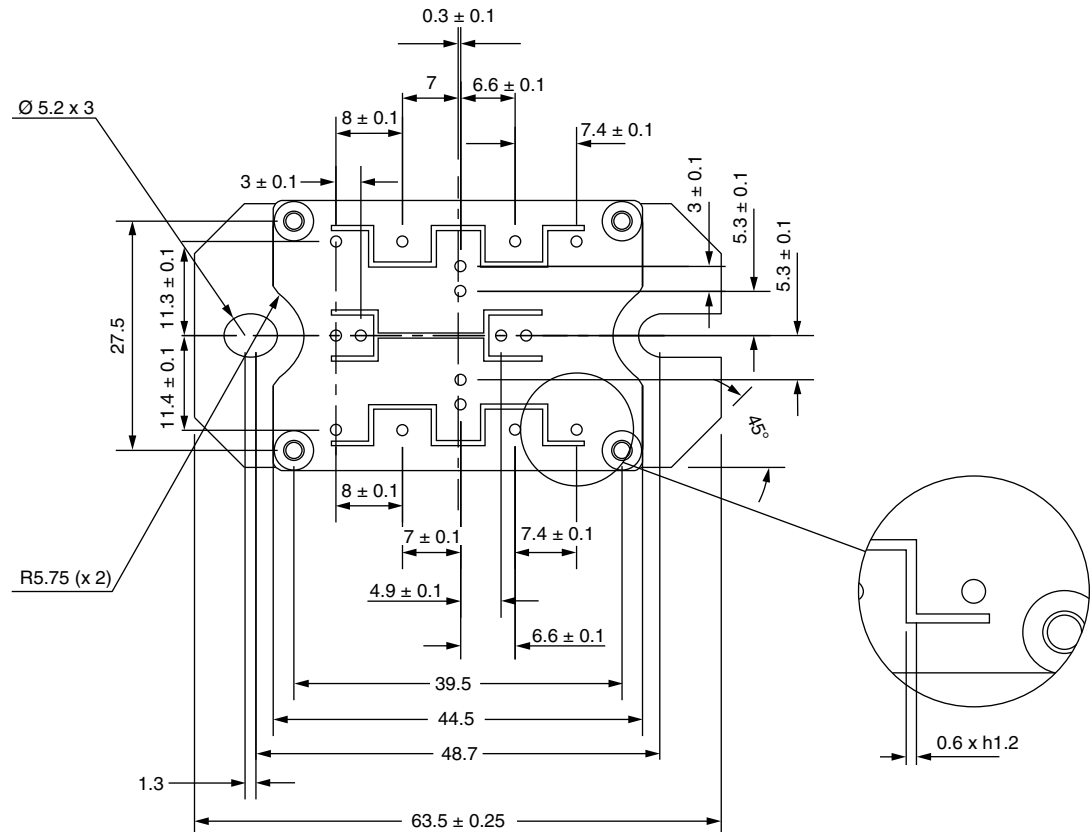 0.3 ± 0.1
7
6.6 ± 0.1
Ø 5.2 x 3
8 ± 0.1
7.4 ± 0.1
3 ± 0.1
3 ± 0.1
5.3 ± 0.1
5.3 ± 0.1
27.5
11.3 ± 0.1
11.4 ± 0.1
45°
8 ± 0.1
7 ± 0.1
7.4 ± 0.1
R5.75 (x 2)
4.9 ± 0.1
6.6 ± 0.1
39.5
44.5
0.6 x h1.2
48.7
1.3
63.5 ± 0.25